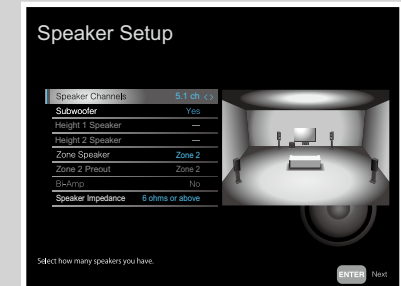 Speaker Setup
Speaker Channels 5.1 ch <>
Subwoofer Yes
Height 1 Speaker —
Height 2 Speaker —
Zone Speaker Zone 2
Zone 2 Preout Zone 2
Bi-Amp No
Speaker Impedance 6 ohms or above
Select how many speakers you have.
ENTER Next